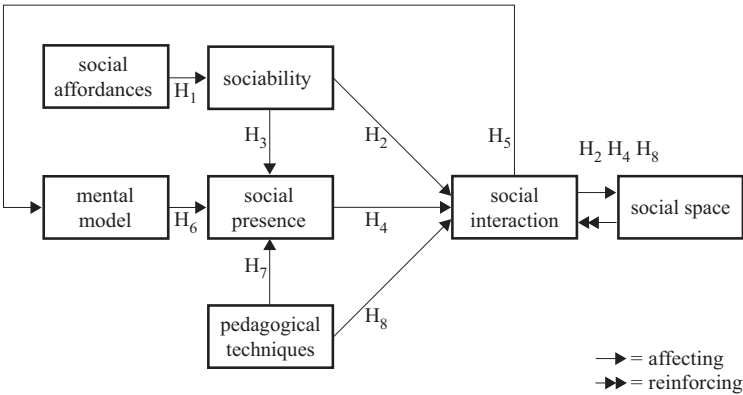 social
affordances
H1
sociability
H3
H2
H5
H2 H4 H8
mental
model
H6
social
presence
H4
social
interaction
social space
H7
pedagogical
techniques
H8
= affecting
= reinforcing